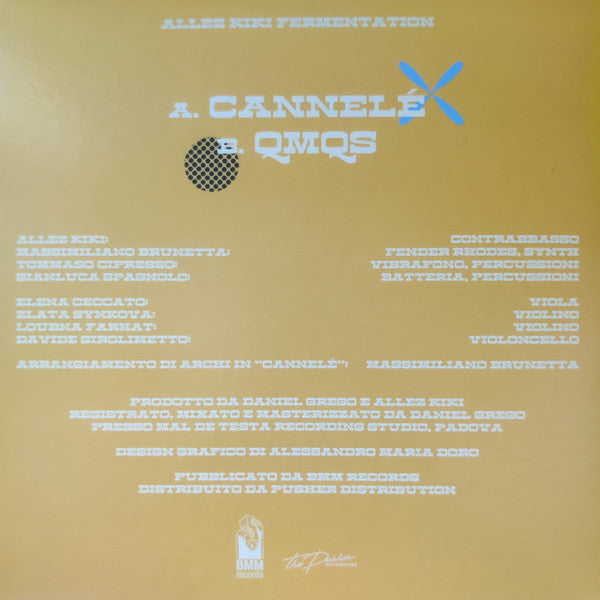 ALLEZ KIKI FERMENTATION
A. CANNELÉ
B. QMQS
ALLEZ KIKI: CONTRABBASSO
MASSIMILIANO BRUNETTA: FENDER RHODES, SYNTH
TOMMASO CIPRESSO: VIBRAFONO, PERCUSSIONI
GIANLUCA SPAGNOLO: BATTERIA, PERCUSSIONI
ELENA CECCATO: VIOLA
ZLATA SYNKOVA: VIOLINO
LOUBNA FARHAT: VIOLINO
DAVIDE GIROLIMETTO: VIOLONCELLO
ARRANGIAMENTO DI ARCHI IN "CANNELÉ": MASSIMILIANO BRUNETTA
PRODOTTO DA DANIEL GREGO E ALLEZ KIKI
REGISTRATO, MIXATO E MASTERIZZATO DA DANIEL GREGO
PRESSO MAL DE TESTA RECORDING STUDIO, PADOVA
DESIGN GRAFICO DI ALESSANDRO MARIA DORO
PUBBLICATO DA BMM RECORDS
DISTRIBUITO DA PUSHER DISTRIBUTION
BMM
records
The Pusher
DISTRIBUTION